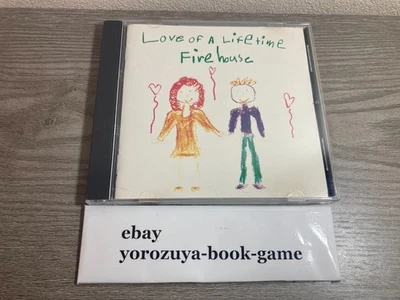 Love of A Lifetime
Firehouse
ebay
yorozuya-book-game